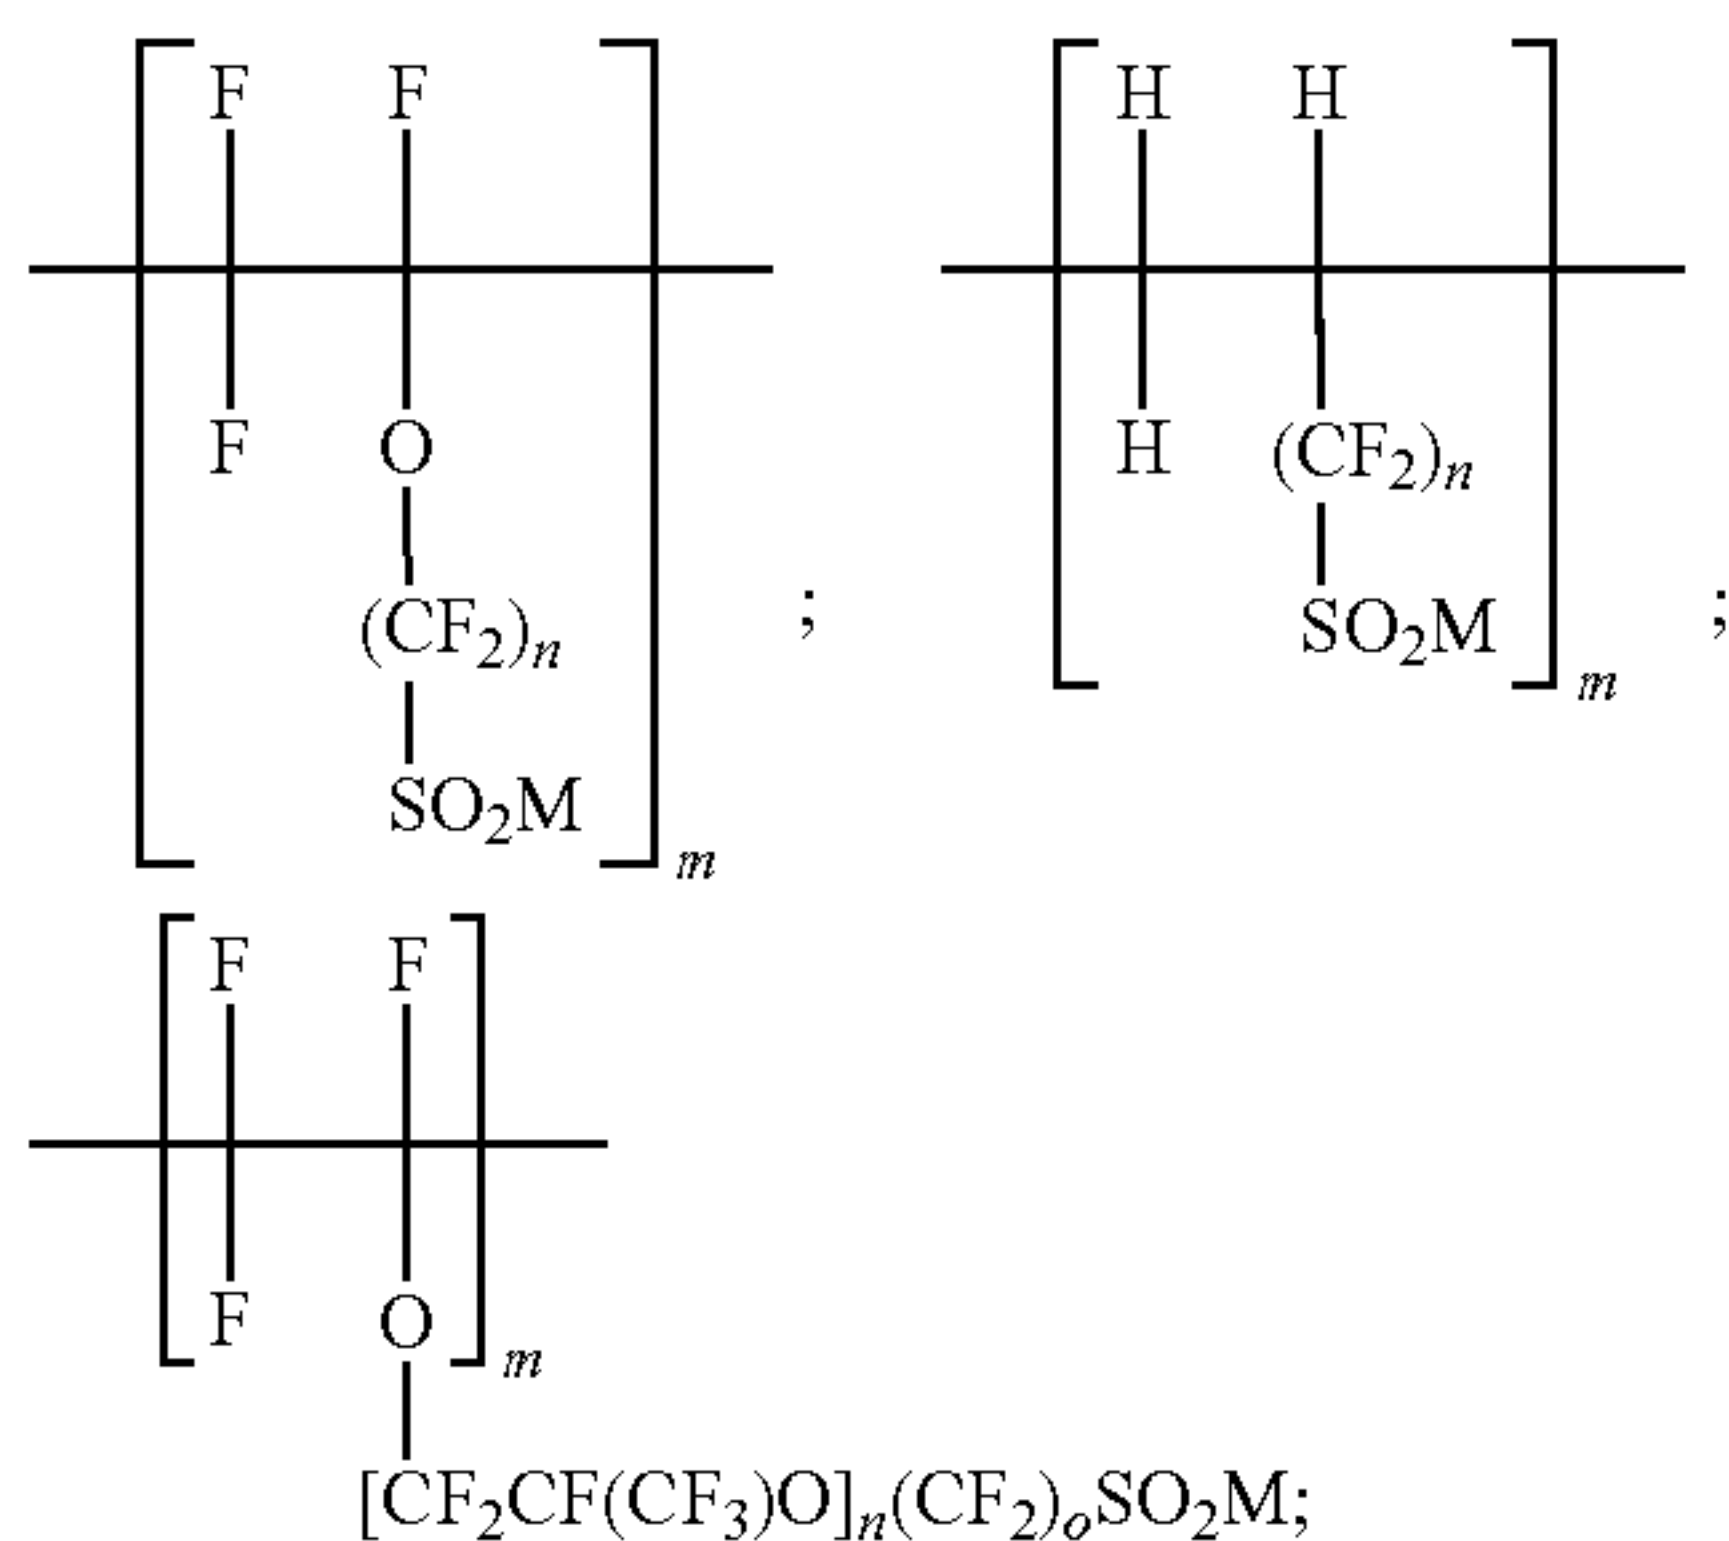 F F
F O
(CF2)n
SO2M
m
;
H H
H (CF2)n
SO2M
m
;
F F
F O
m
[CF2CF(CF3)O]n(CF2)oSO2M;